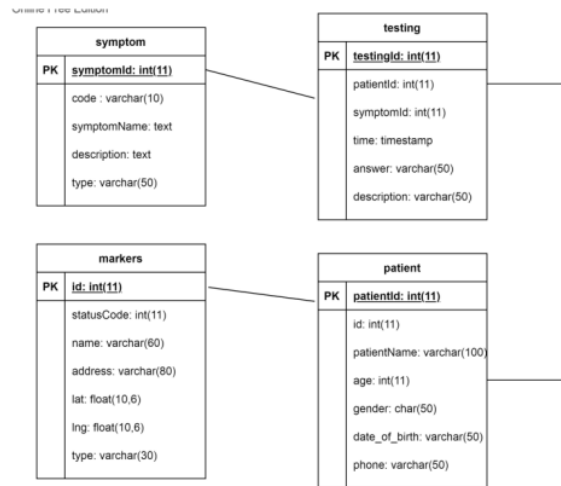 Online Free Edition
symptom
PK symptomId: int(11)
code : varchar(10)
symptomName: text
description: text
type: varchar(50)
testing
PK testingId: int(11)
patientId: int(11)
symptomId: int(11)
time: timestamp
answer: varchar(50)
description: varchar(50)
markers
PK id: int(11)
statusCode: int(11)
name: varchar(60)
address: varchar(80)
lat: float(10,6)
lng: float(10,6)
type: varchar(30)
patient
PK patientId: int(11)
id: int(11)
patientName: varchar(100)
age: int(11)
gender: char(50)
date_of_birth: varchar(50)
phone: varchar(50)